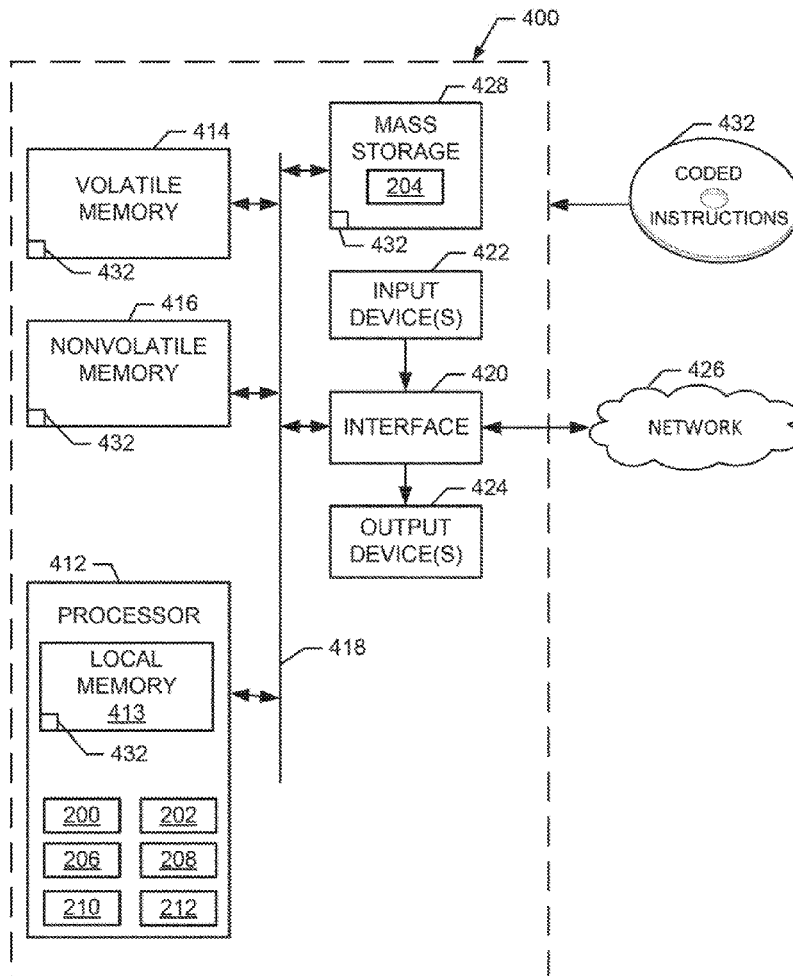 400
428
MASS
STORAGE
204
432
414
VOLATILE
MEMORY
432
432
CODED
INSTRUCTIONS
422
INPUT
DEVICE(S)
416
NONVOLATILE
MEMORY
432
420
INTERFACE
426
NETWORK
424
OUTPUT
DEVICE(S)
412
PROCESSOR
LOCAL
MEMORY
413
432
418
200
202
206
208
210
212